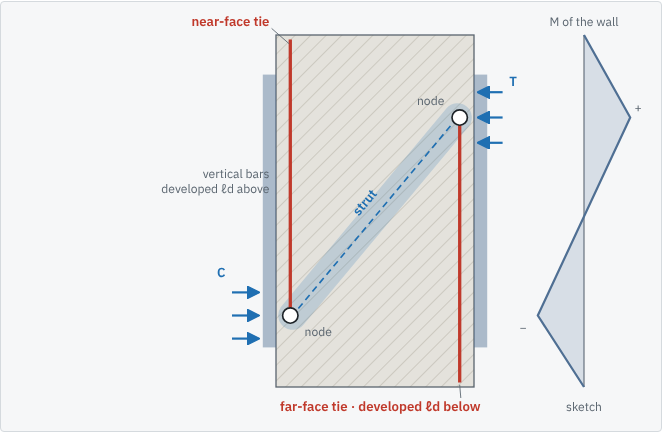 near-face tie
M of the wall
T
node
+
vertical bars
developed ℓd above
strut
C
–
node
far-face tie · developed ℓd below
sketch